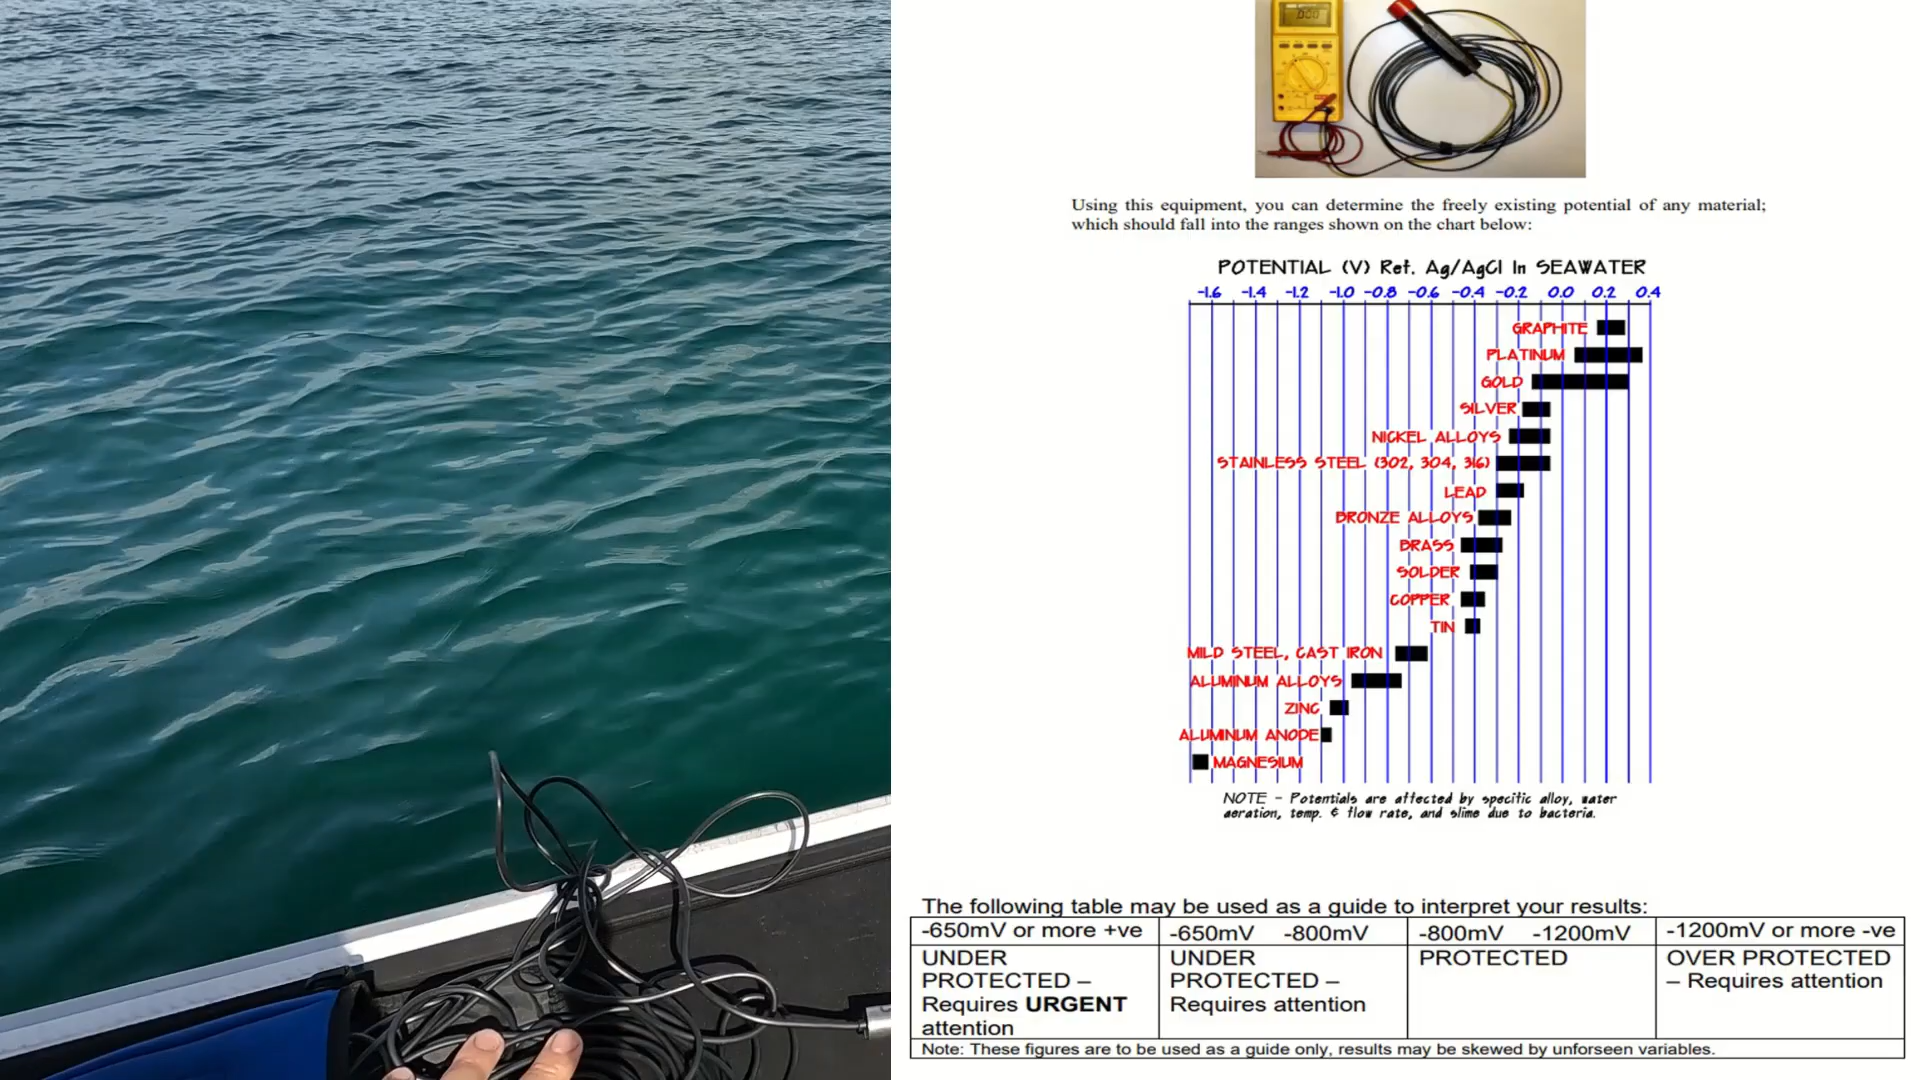 Using this equipment, you can determine the freely existing potential of any material;
which should fall into the ranges shown on the chart below:
POTENTIAL (V) Ref. Ag/AgCl In SEAWATER
-1.6 -1.4 -1.2 -1.0 -0.8 -0.6 -0.4 -0.2 0.0 0.2 0.4
GRAPHITE
PLATINUM
GOLD
SILVER
NICKEL ALLOYS
STAINLESS STEEL (302, 304, 316)
LEAD
BRONZE ALLOYS
BRASS
SOLDER
COPPER
TIN
MILD STEEL, CAST IRON
ALUMINUM ALLOYS
ZINC
ALUMINUM ANODE
MAGNESIUM
NOTE - Potentials are affected by specific alloy, water
aeration, temp. & flow rate, and slime due to bacteria.
The following table may be used as a guide to interpret your results:
-650mV or more +ve
-650mV -800mV
-800mV -1200mV
-1200mV or more -ve
UNDER
PROTECTED –
Requires URGENT
attention
UNDER
PROTECTED –
Requires attention
PROTECTED
OVER PROTECTED
– Requires attention
Note: These figures are to be used as a guide only, results may be skewed by unforseen variables.